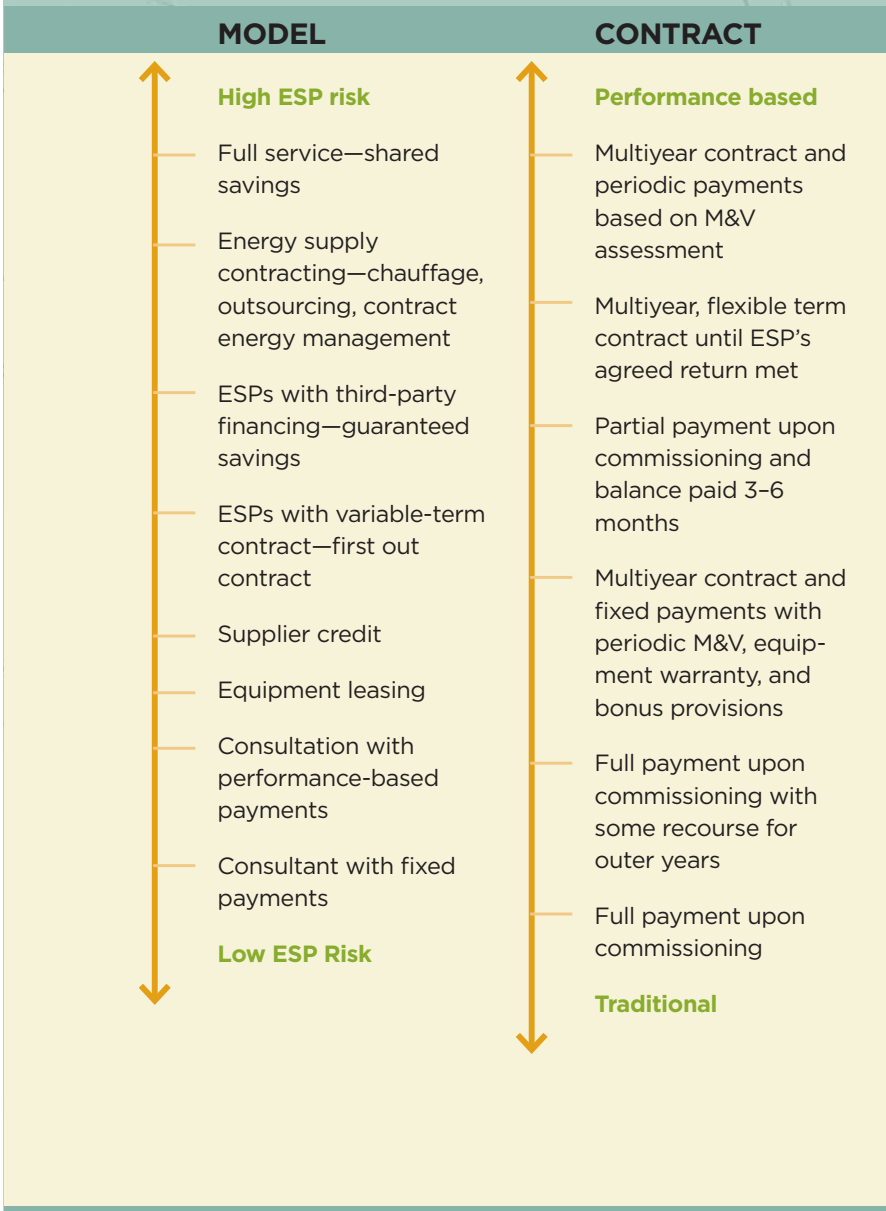 MODEL
High ESP risk
Full service—shared
savings
Energy supply
contracting—chauffage,
outsourcing, contract
energy management
ESPs with third-party
financing—guaranteed
savings
ESPs with variable-term
contract—first out
contract
Supplier credit
Equipment leasing
Consultation with
performance-based
payments
Consultant with fixed
payments
Low ESP Risk
CONTRACT
Performance based
Multiyear contract and
periodic payments
based on M&V
assessment
Multiyear, flexible term
contract until ESP’s
agreed return met
Partial payment upon
commissioning and
balance paid 3–6
months
Multiyear contract and
fixed payments with
periodic M&V, equip-
ment warranty, and
bonus provisions
Full payment upon
commissioning with
some recourse for
outer years
Full payment upon
commissioning
Traditional